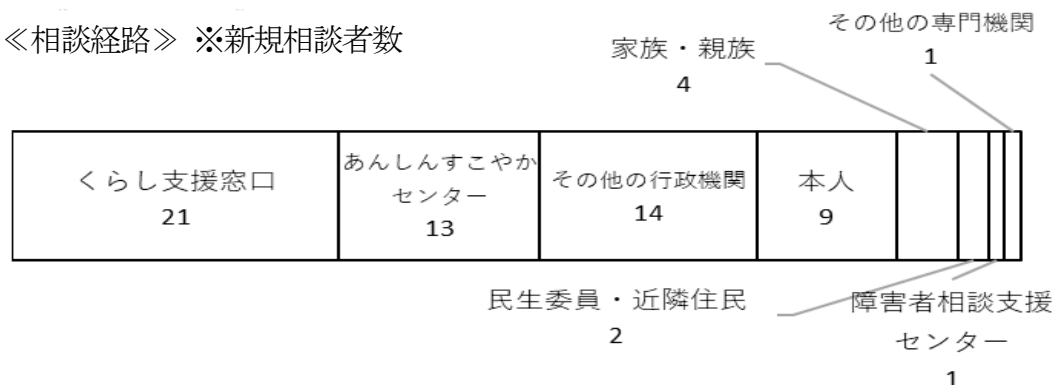 ≪相談経路≫ ※新規相談者数
その他の専門機関
1
家族・親族
4
くらし支援窓口
21
あんしんすこやか
センター
13
その他の行政機関
14
本人
9
民生委員・近隣住民
2
障害者相談支援
センター
1